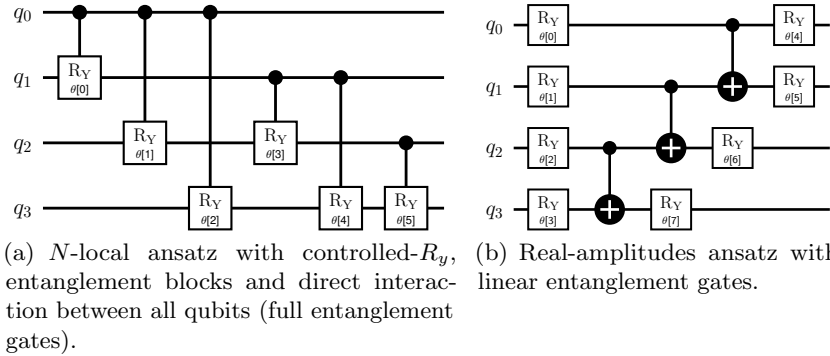 q0
q1
q2
q3
RY
θ[0]
RY
θ[1]
RY
θ[2]
RY
θ[3]
RY
θ[4]
RY
θ[5]
(a) N-local ansatz with controlled-Ry,
entanglement blocks and direct interac-
tion between all qubits (full entanglement
gates).
q0
q1
q2
q3
RY
θ[0]
RY
θ[4]
RY
θ[1]
RY
θ[5]
RY
θ[2]
RY
θ[6]
RY
θ[3]
RY
θ[7]
(b) Real-amplitudes ansatz with
linear entanglement gates.